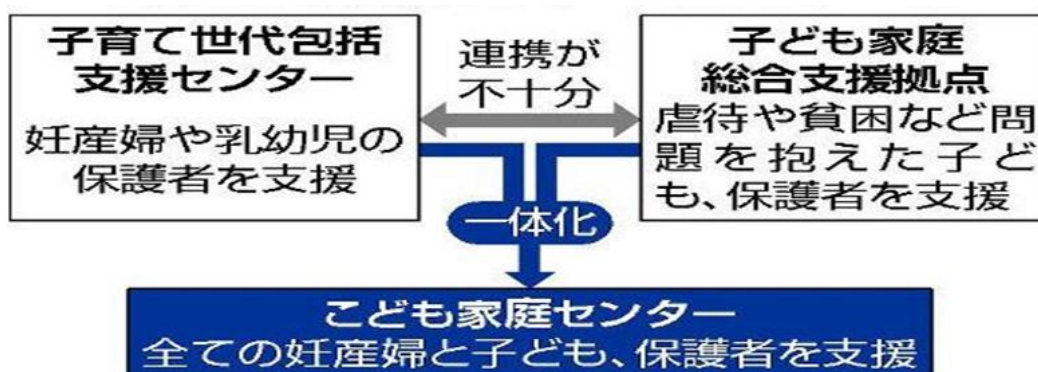 子育て世代包括
支援センター
妊産婦や乳幼児の
保護者を支援
連携が
不十分
子ども家庭
総合支援拠点
虐待や貧困など問
題を抱えた子ど
も、保護者を支援
一体化
こども家庭センター
全ての妊産婦と子ども、保護者を支援